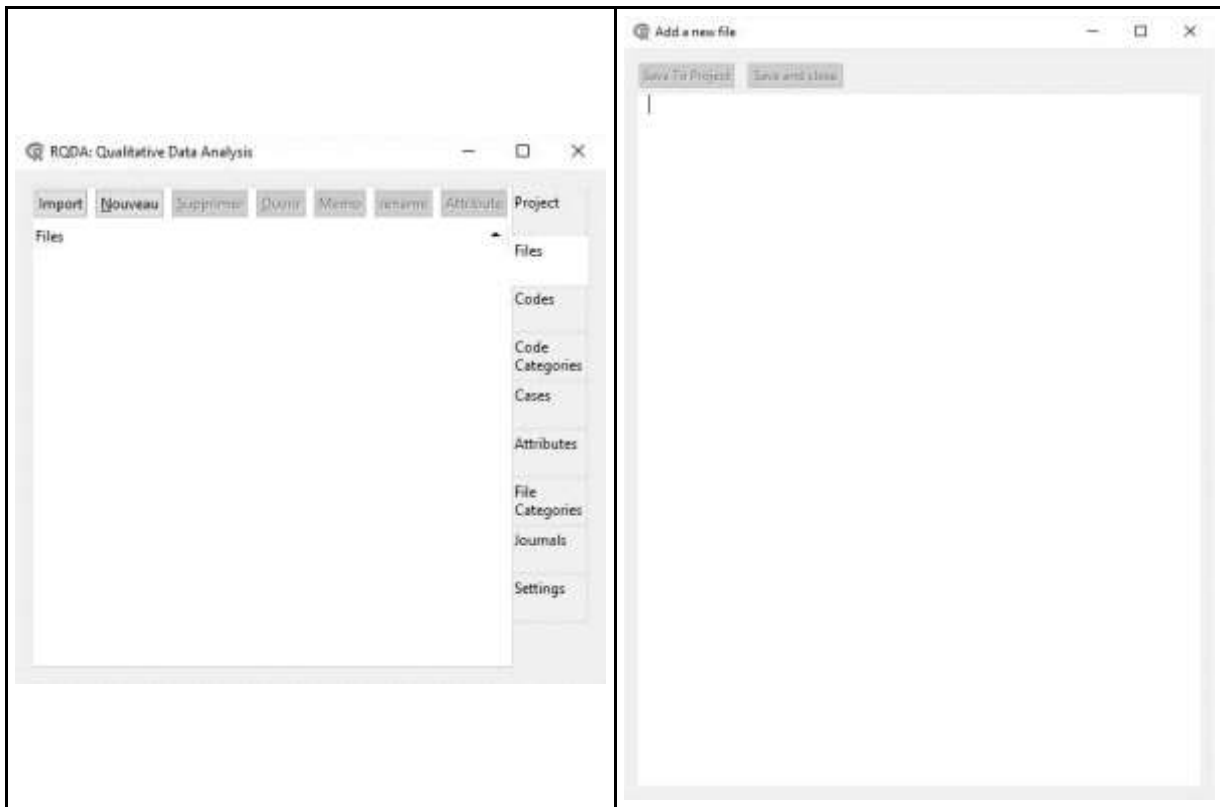 RQDA: Qualitative Data Analysis
Import Nouveau Supprimer Ouvrir Memo rename Attribute
Project
Files
Files
Codes
Code
Categories
Cases
Attributes
File
Categories
Journals
Settings
Add a new file
Save To Project Save and close